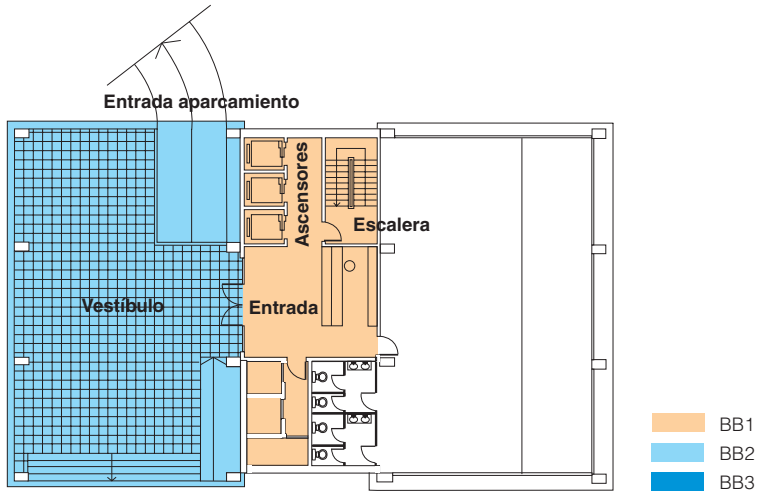 Entrada aparcamiento
Ascensores
Escalera
Vestíbulo
Entrada
BB1
BB2
BB3